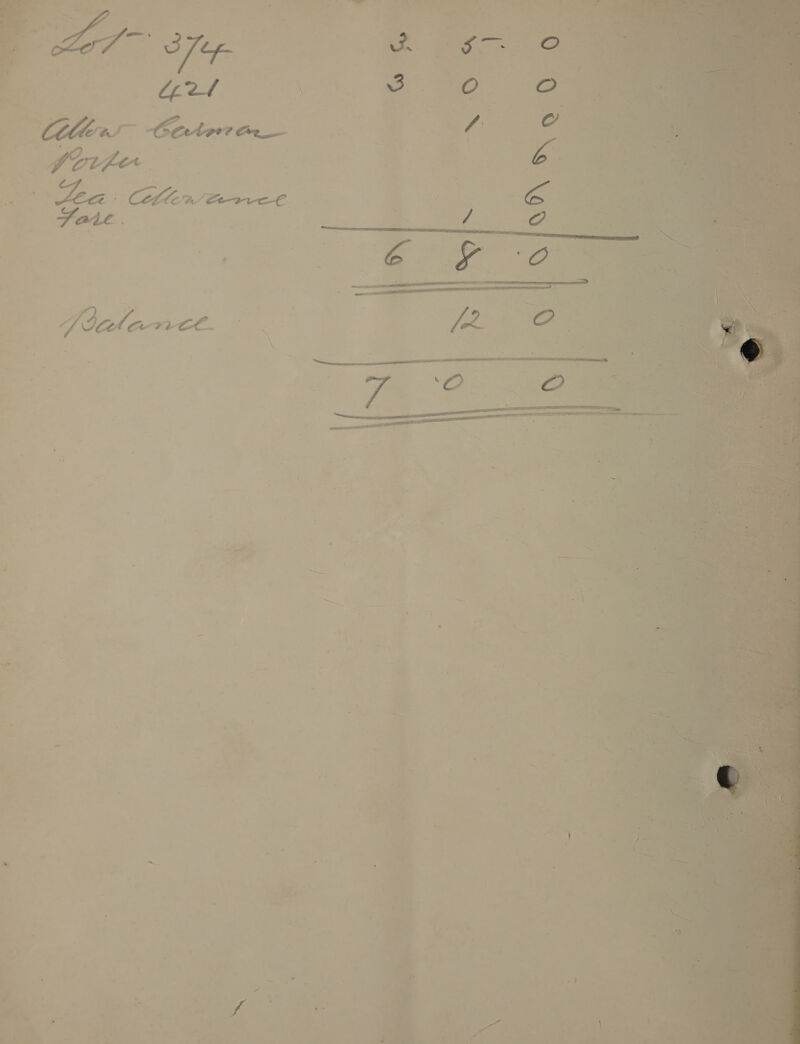 Lot 374 3 5 0
421 3 0 0
Allow Carman 1 0
Porter 6
Tea Allowance 6
Fare. 1 0
6 8 0
Balance 12 0
7 0 0